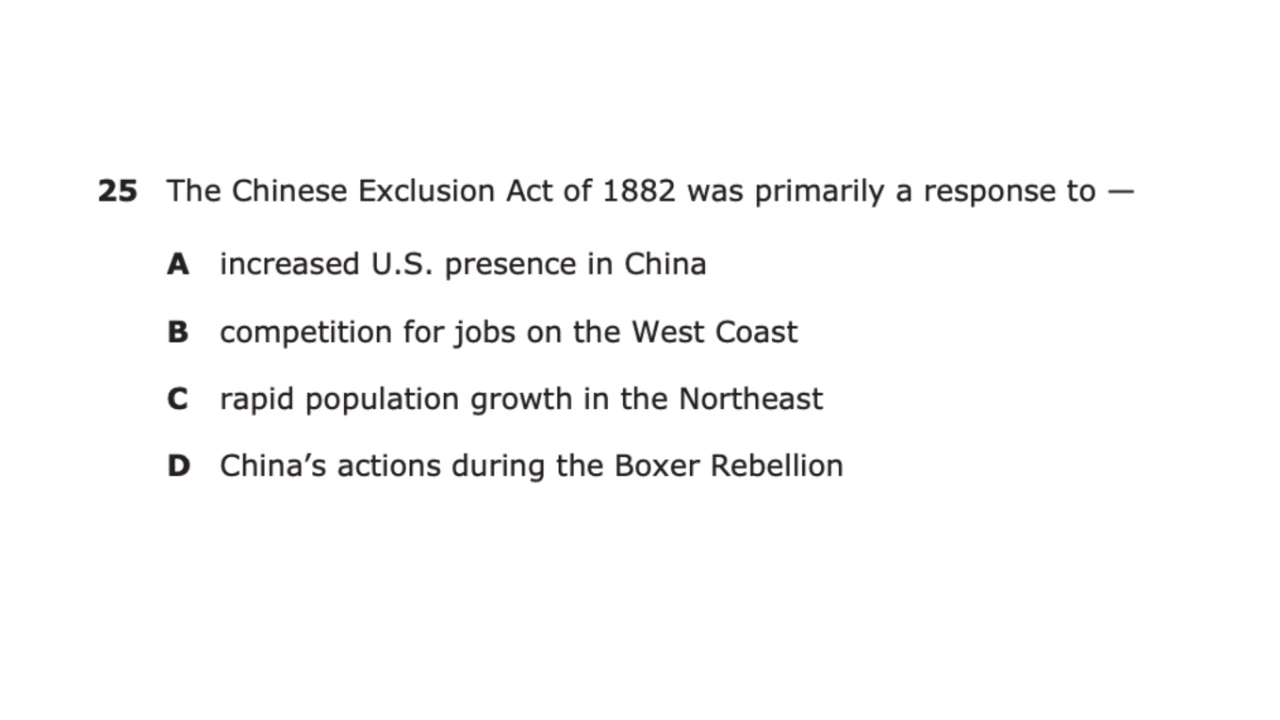 25 The Chinese Exclusion Act of 1882 was primarily a response to —
A increased U.S. presence in China
B competition for jobs on the West Coast
C rapid population growth in the Northeast
D China’s actions during the Boxer Rebellion